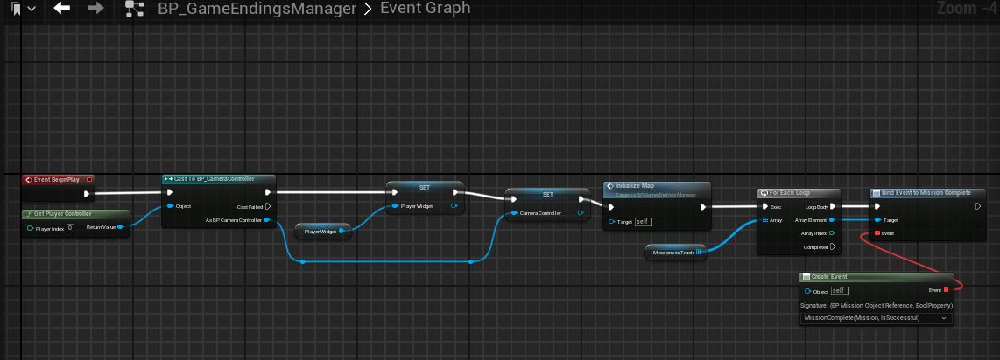 BP_GameEndingsManager > Event Graph
Zoom -4
Event BeginPlay
Get Player Controller
Player Index 0
Return Value
Cast To BP_CameraController
Object
Cast Failed
As BP Camera Controller
SET
Player Widget
Player Widget
SET
Camera Controller
Initialize Map
Target is BP Game Endings Manager
Target self
Missions to Track
For Each Loop
Exec
Loop Body
Array
Array Element
Array Index
Completed
Bind Event to Mission Complete
Target
Event
Create Event
Object self
Event
Signature: (BP Mission Object Reference, BoolProperty)
MissionComplete(Mission, IsSuccessful)